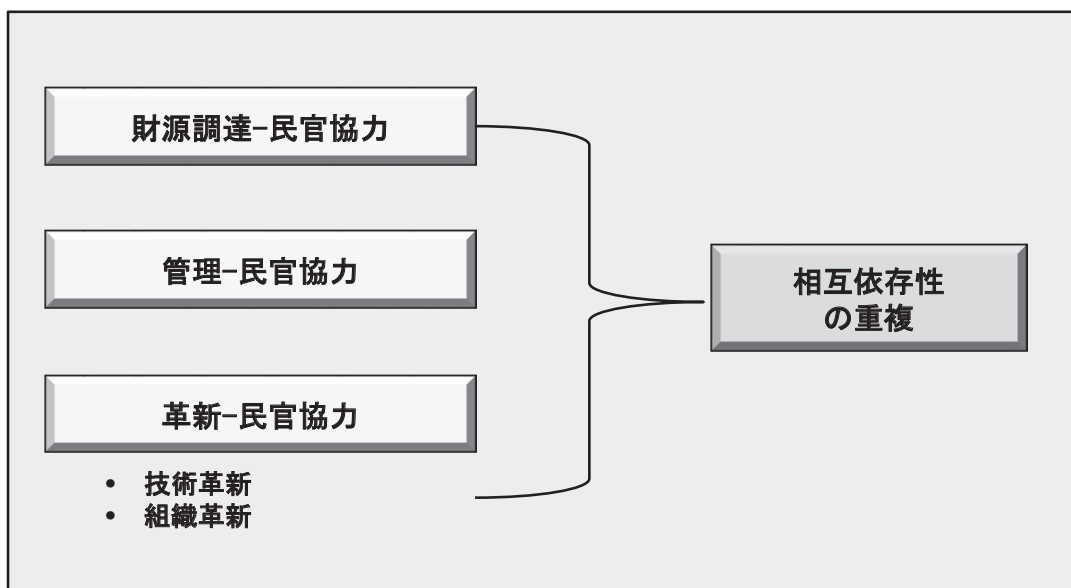 財源調達−民官協力
管理−民官協力
革新−民官協力
• 技術革新
• 組織革新
相互依存性
の重複